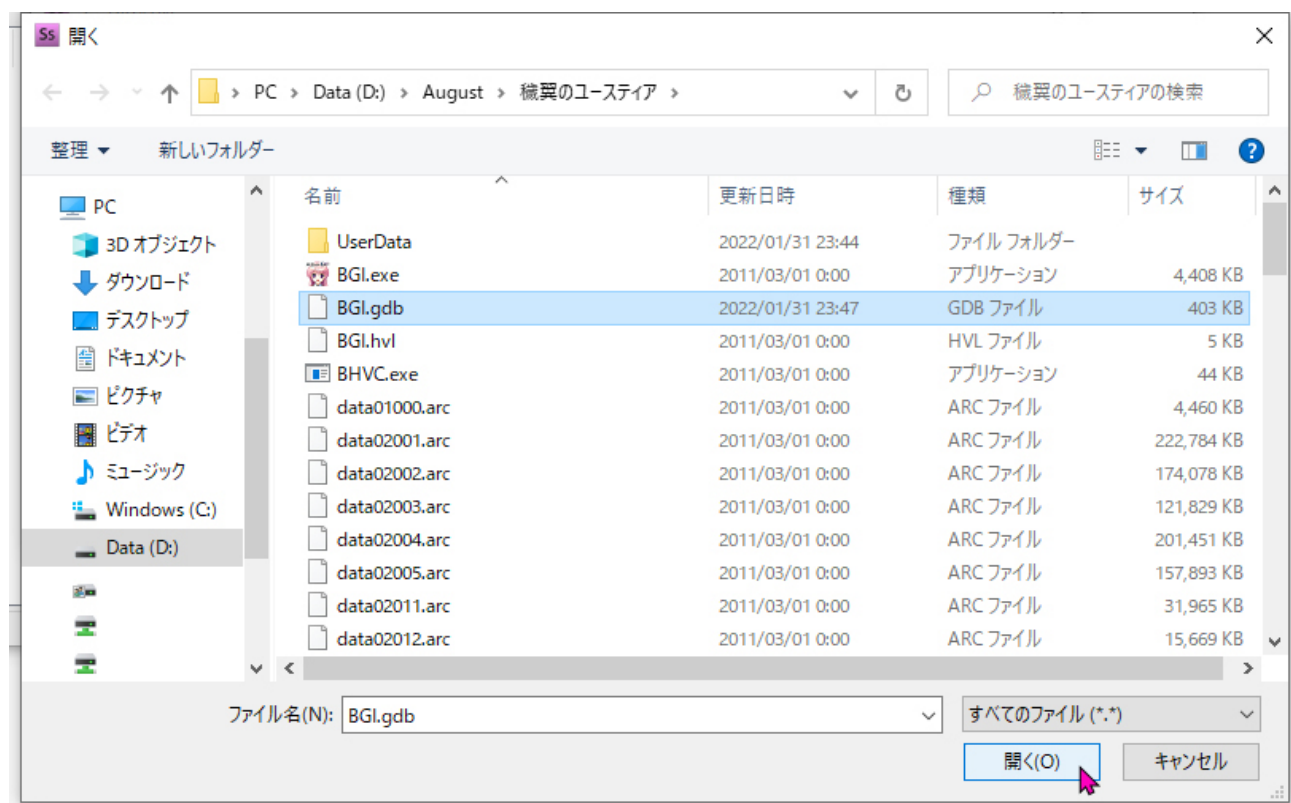 Ss 開く
PC > Data (D:) > August > 穢翼のユースティア >
穢翼のユースティアの検索
整理
新しいフォルダー
PC
3D オブジェクト
ダウンロード
デスクトップ
ドキュメント
ピクチャ
ビデオ
ミュージック
Windows (C:)
Data (D:)
名前 更新日時 種類 サイズ
UserData 2022/01/31 23:44 ファイル フォルダー
BGI.exe 2011/03/01 0:00 アプリケーション 4,408 KB
BGI.gdb 2022/01/31 23:47 GDB ファイル 403 KB
BGI.hvl 2011/03/01 0:00 HVL ファイル 5 KB
BHVC.exe 2011/03/01 0:00 アプリケーション 44 KB
data01000.arc 2011/03/01 0:00 ARC ファイル 4,460 KB
data02001.arc 2011/03/01 0:00 ARC ファイル 222,784 KB
data02002.arc 2011/03/01 0:00 ARC ファイル 174,078 KB
data02003.arc 2011/03/01 0:00 ARC ファイル 121,829 KB
data02004.arc 2011/03/01 0:00 ARC ファイル 201,451 KB
data02005.arc 2011/03/01 0:00 ARC ファイル 157,893 KB
data02011.arc 2011/03/01 0:00 ARC ファイル 31,965 KB
data02012.arc 2011/03/01 0:00 ARC ファイル 15,669 KB
ファイル名(N): BGI.gdb
すべてのファイル (*.*)
開く(O)
キャンセル